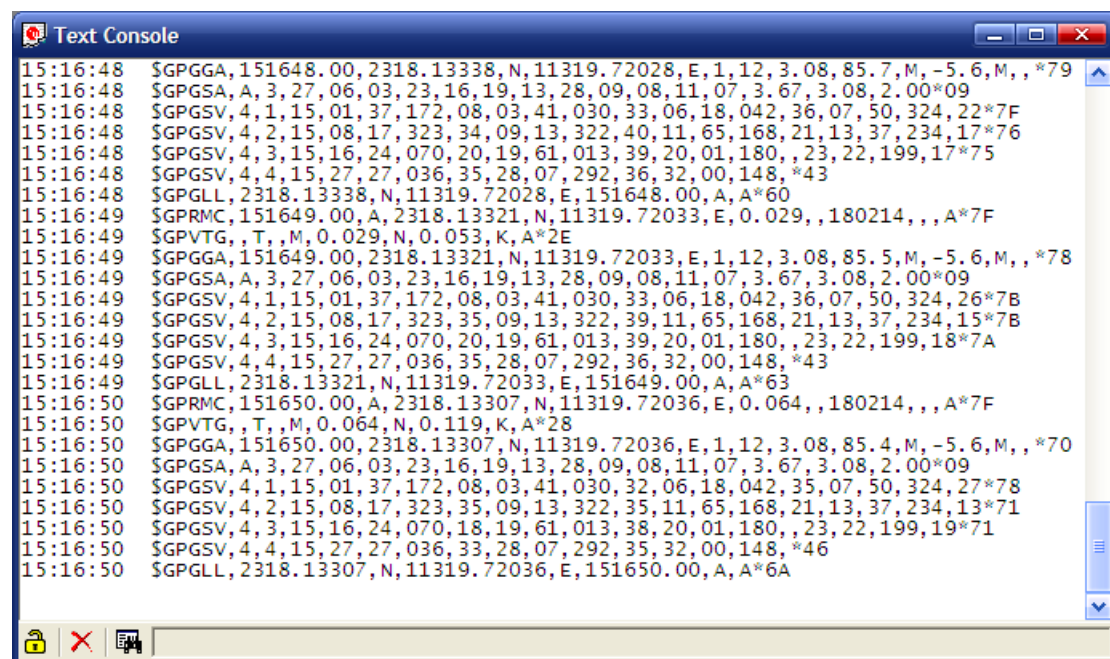 Text Console
15:16:48 $GPGGA,151648.00,2318.13338,N,11319.72028,E,1,12,3.08,85.7,M,-5.6,M,,*79
15:16:48 $GPGSA,A,3,27,06,03,23,16,19,13,28,09,08,11,07,3.67,3.08,2.00*09
15:16:48 $GPGSV,4,1,15,01,37,172,08,03,41,030,33,06,18,042,36,07,50,324,22*7F
15:16:48 $GPGSV,4,2,15,08,17,323,34,09,13,322,40,11,65,168,21,13,37,234,17*76
15:16:48 $GPGSV,4,3,15,16,24,070,20,19,61,013,39,20,01,180,,23,22,199,17*75
15:16:48 $GPGSV,4,4,15,27,27,036,35,28,07,292,36,32,00,148,*43
15:16:48 $GPGLL,2318.13338,N,11319.72028,E,151648.00,A,A*60
15:16:49 $GPRMC,151649.00,A,2318.13321,N,11319.72033,E,0.029,,180214,,,A*7F
15:16:49 $GPVTG,,T,,M,0.029,N,0.053,K,A*2E
15:16:49 $GPGGA,151649.00,2318.13321,N,11319.72033,E,1,12,3.08,85.5,M,-5.6,M,,*78
15:16:49 $GPGSA,A,3,27,06,03,23,16,19,13,28,09,08,11,07,3.67,3.08,2.00*09
15:16:49 $GPGSV,4,1,15,01,37,172,08,03,41,030,33,06,18,042,36,07,50,324,26*7B
15:16:49 $GPGSV,4,2,15,08,17,323,35,09,13,322,39,11,65,168,21,13,37,234,15*7B
15:16:49 $GPGSV,4,3,15,16,24,070,20,19,61,013,39,20,01,180,,23,22,199,18*7A
15:16:49 $GPGSV,4,4,15,27,27,036,35,28,07,292,36,32,00,148,*43
15:16:49 $GPGLL,2318.13321,N,11319.72033,E,151649.00,A,A*63
15:16:50 $GPRMC,151650.00,A,2318.13307,N,11319.72036,E,0.064,,180214,,,A*7F
15:16:50 $GPVTG,,T,,M,0.064,N,0.119,K,A*28
15:16:50 $GPGGA,151650.00,2318.13307,N,11319.72036,E,1,12,3.08,85.4,M,-5.6,M,,*70
15:16:50 $GPGSA,A,3,27,06,03,23,16,19,13,28,09,08,11,07,3.67,3.08,2.00*09
15:16:50 $GPGSV,4,1,15,01,37,172,08,03,41,030,32,06,18,042,35,07,50,324,27*78
15:16:50 $GPGSV,4,2,15,08,17,323,35,09,13,322,35,11,65,168,21,13,37,234,13*71
15:16:50 $GPGSV,4,3,15,16,24,070,18,19,61,013,38,20,01,180,,23,22,199,19*71
15:16:50 $GPGSV,4,4,15,27,27,036,33,28,07,292,35,32,00,148,*46
15:16:50 $GPGLL,2318.13307,N,11319.72036,E,151650.00,A,A*6A